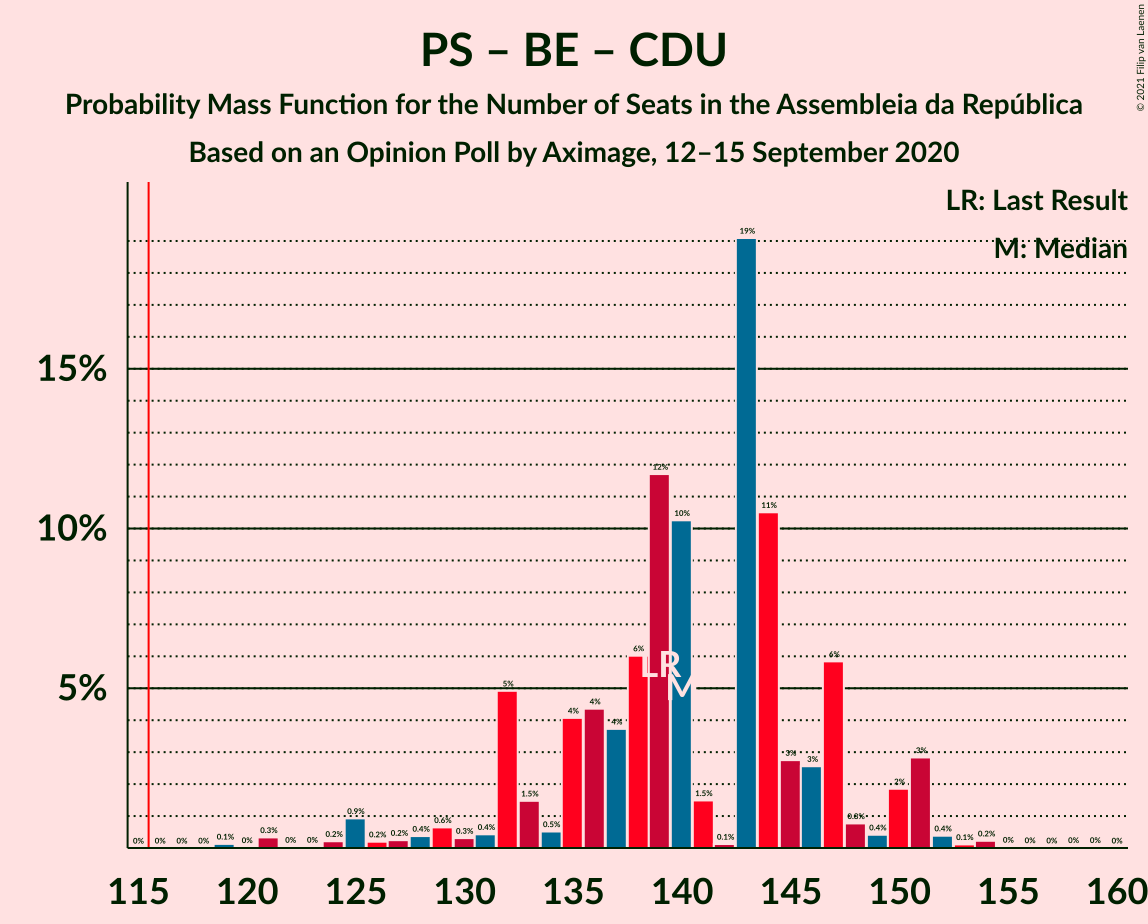 PS – BE – CDU
Probability Mass Function for the Number of Seats in the Assembleia da República
Based on an Opinion Poll by Aximage, 12–15 September 2020
© 2021 Filip van Laenen
LR: Last Result
M: Median
15%
10%
5%
0% 0% 0% 0% 0.1% 0% 0.3% 0% 0% 0.2% 0.9% 0.2% 0.2% 0.4% 0.6% 0.3% 0.4% 5% 1.5% 0.5% 4% 4% 4% 6% 12% 10% 1.5% 0.1% 19% 11% 3% 3% 6% 0.8% 0.4% 2% 3% 0.4% 0.1% 0.2% 0% 0% 0% 0% 0% 0%
LR
M
115 120 125 130 135 140 145 150 155 160